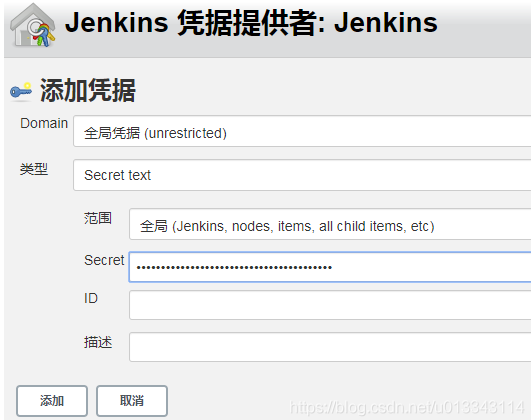 Jenkins 凭据提供者: Jenkins
添加凭据
Domain
全局凭据 (unrestricted)
类型
Secret text
范围
全局 (Jenkins, nodes, items, all child items, etc)
Secret
••••••••••••••••••••••••••••••••••••••••
ID
描述
添加
取消
https://blog.csdn.net/u013343114